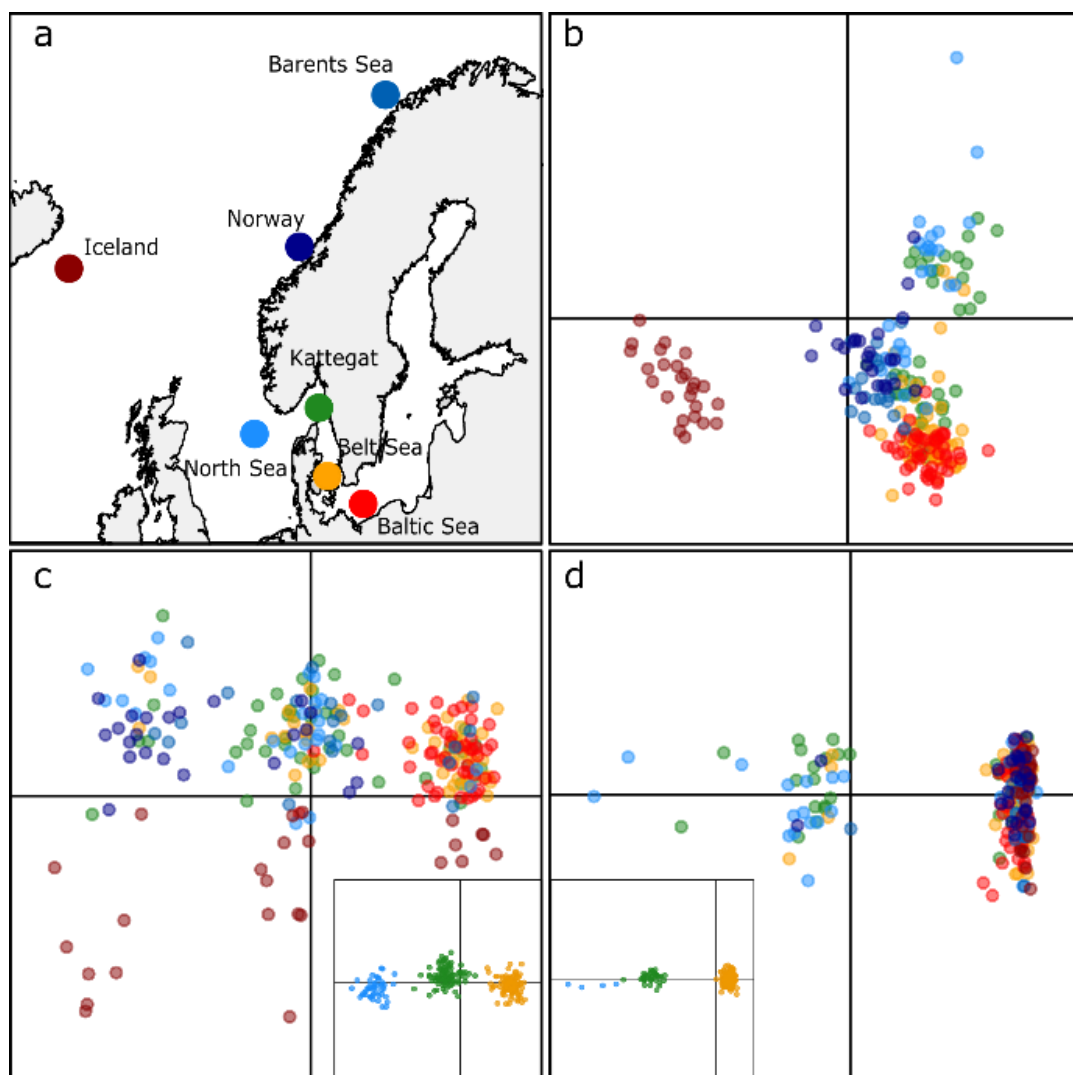 a
Barents Sea
Norway
Iceland
Kattegat
Belt Sea
North Sea
Baltic Sea
b
c
d